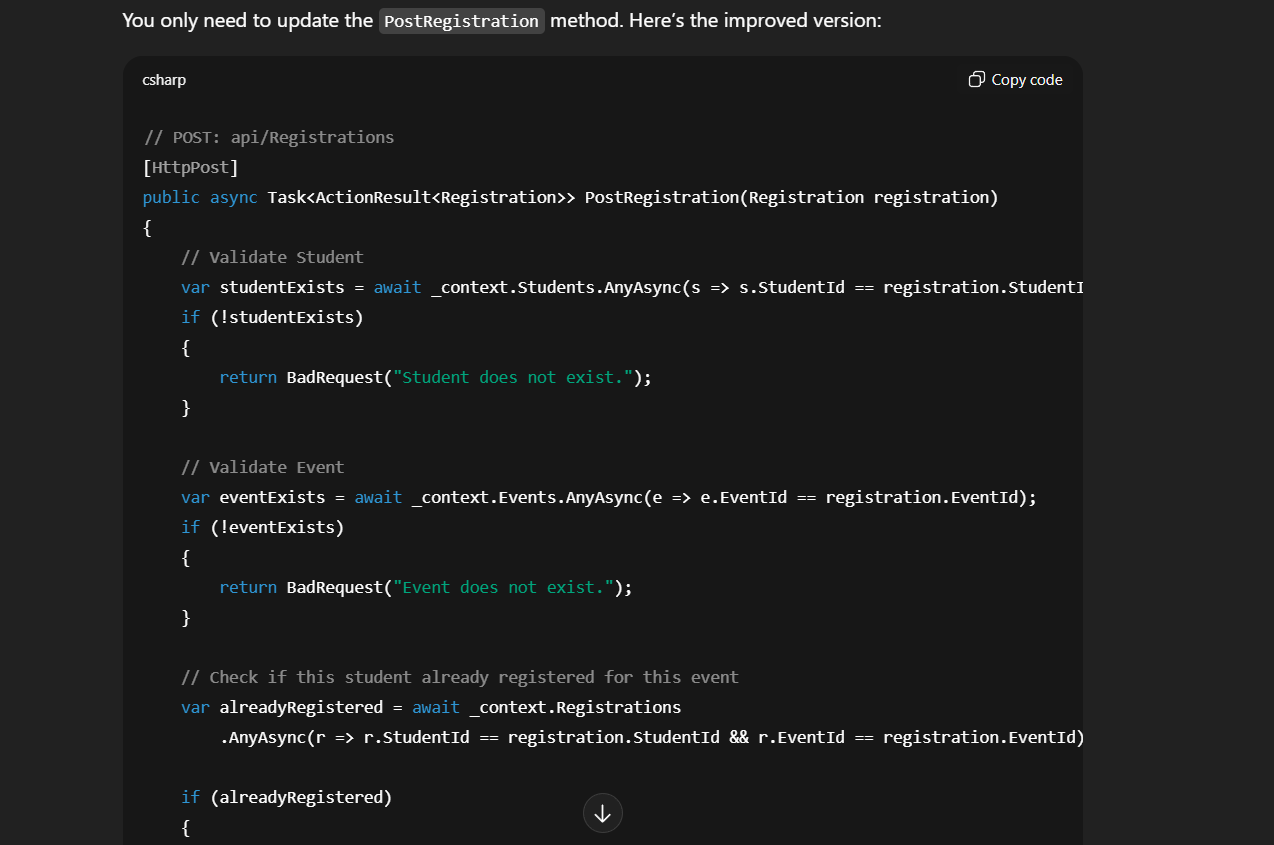 You only need to update the PostRegistration method. Here's the improved version:
csharp
Copy code
// POST: api/Registrations
[HttpPost]
public async Task<ActionResult<Registration>> PostRegistration(Registration registration)
{
    // Validate Student
    var studentExists = await _context.Students.AnyAsync(s => s.StudentId == registration.StudentI
    if (!studentExists)
    {
        return BadRequest("Student does not exist.");
    }
    // Validate Event
    var eventExists = await _context.Events.AnyAsync(e => e.EventId == registration.EventId);
    if (!eventExists)
    {
        return BadRequest("Event does not exist.");
    }
    // Check if this student already registered for this event
    var alreadyRegistered = await _context.Registrations
        .AnyAsync(r => r.StudentId == registration.StudentId && r.EventId == registration.EventId)
    if (alreadyRegistered)
    {